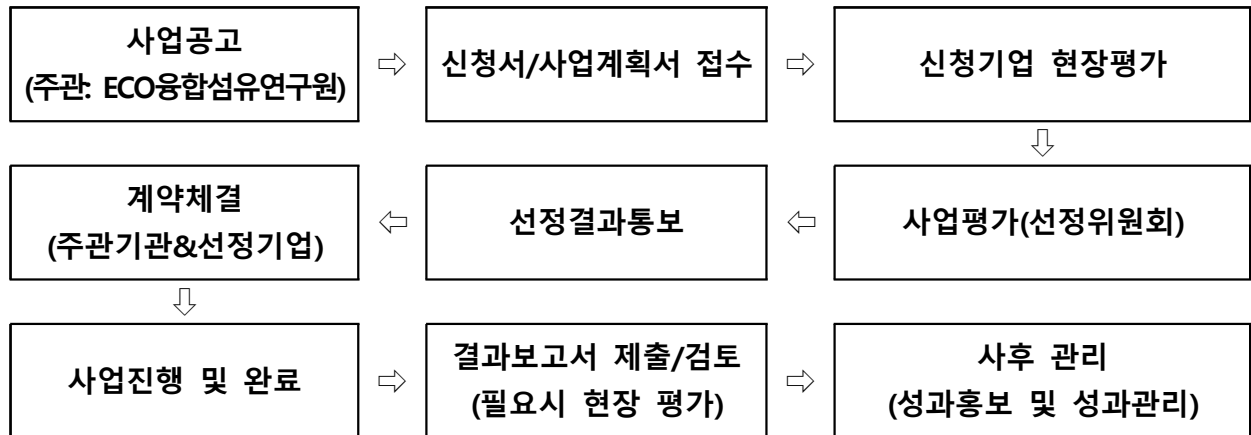 사업공고
(주관: ECO융합섬유연구원)
⇨
신청서/사업계획서 접수
⇨
신청기업 현장평가
⇩
사업평가(선정위원회)
⇦
선정결과통보
⇦
계약체결
(주관기관&선정기업)
⇩
사업진행 및 완료
⇨
결과보고서 제출/검토
(필요시 현장 평가)
⇨
사후 관리
(성과홍보 및 성과관리)